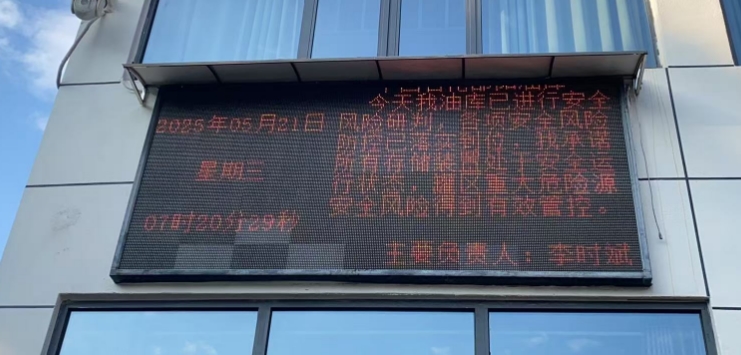 2025年05月21日
星期三
07时20分29秒
今天我油库已进行安全
风险研判，各项安全风险
防控已落实到位，我承诺
所有存储装置处于安全运
行状态，罐区重大危险源
安全风险得到有效管控。
主要负责人：李时斌